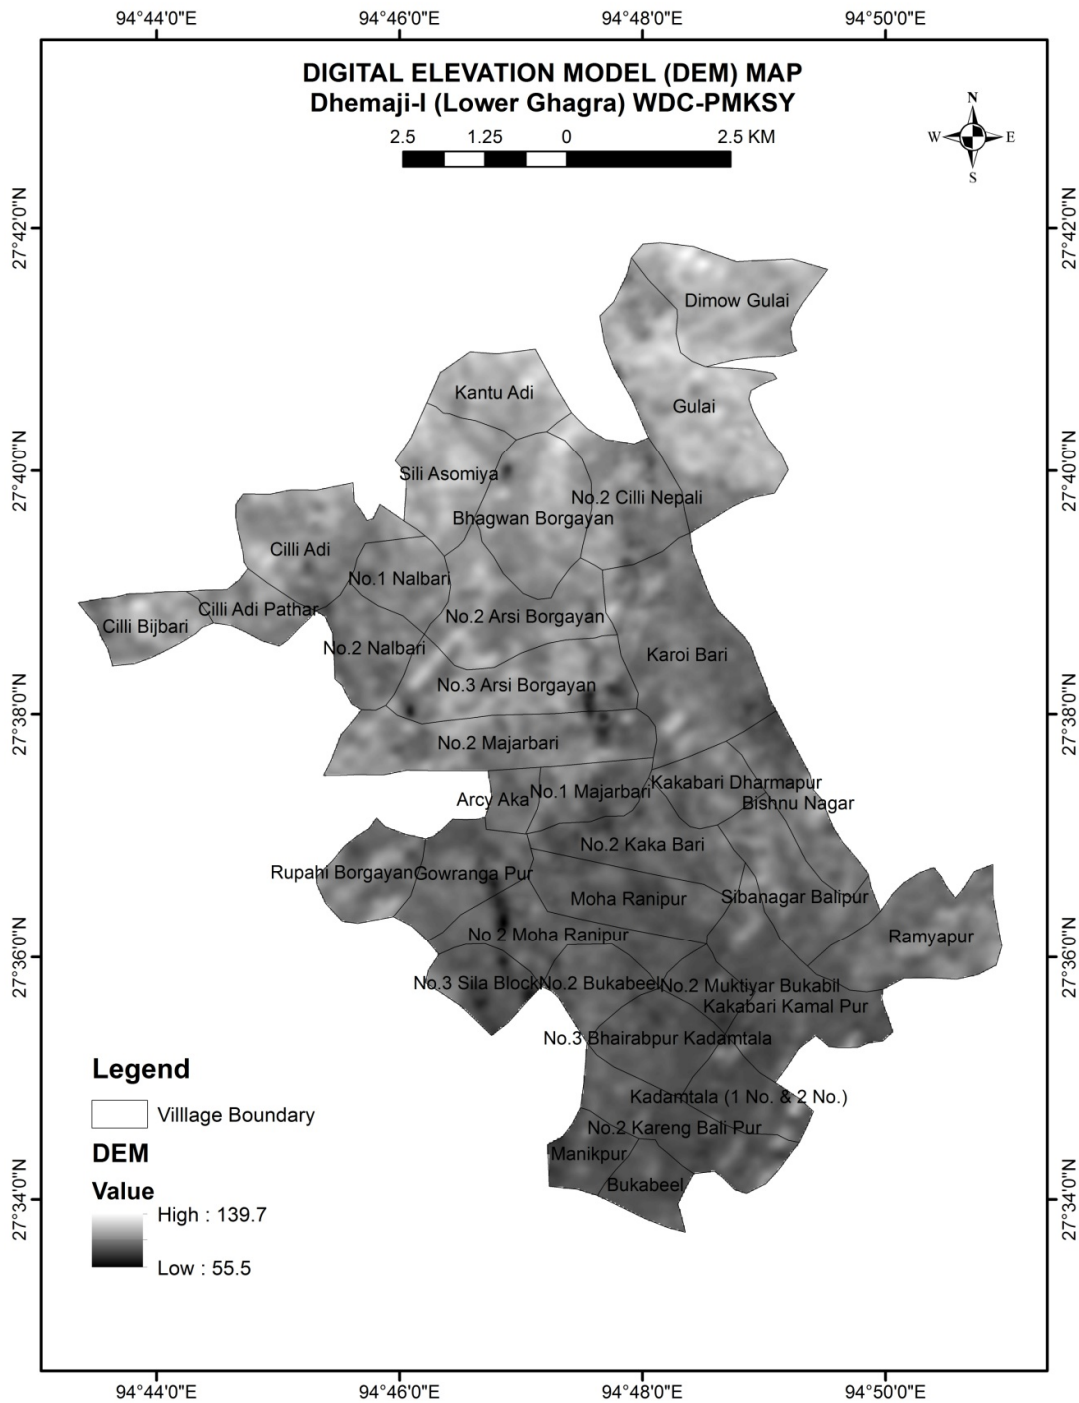 94°44'0"E 94°46'0"E 94°48'0"E 94°50'0"E
DIGITAL ELEVATION MODEL (DEM) MAP
Dhemaji-I (Lower Ghagra) WDC-PMKSY
2.5 1.25 0 2.5 KM
N
W E
S
27°42'0"N 27°42'0"N
Dimow Gulai
Kantu Adi
Gulai
27°40'0"N 27°40'0"N
Sili Asomiya
No.2 Cilli Nepali
Bhagwan Borgayan
Cilli Adi
No.1 Nalbari
Cilli Adi Pathar
No.2 Arsi Borgayan
Cilli Bijbari
No.2 Nalbari
Karoi Bari
No.3 Arsi Borgayan
27°38'0"N 27°38'0"N
No.2 Majarbari
Kakabari Dharmapur
No.1 Majarbari
Arcy Aka
Bishnu Nagar
No.2 Kaka Bari
Rupahi Borgayan
Gowranga Pur
Sibanagar Balipur
Moha Ranipur
No 2 Moha Ranipur
Ramyapur
27°36'0"N 27°36'0"N
No.3 Sila Block
No.2 Bukabeel
No.2 Muktiyar Bukabil
Kakabari Kamal Pur
No.3 Bhairabpur Kadamtala
Kadamtala (1 No. & 2 No.)
No.2 Kareng Bali Pur
Manikpur
Bukabeel
27°34'0"N 27°34'0"N
Legend
Villlage Boundary
DEM
Value
High : 139.7
Low : 55.5
94°44'0"E 94°46'0"E 94°48'0"E 94°50'0"E